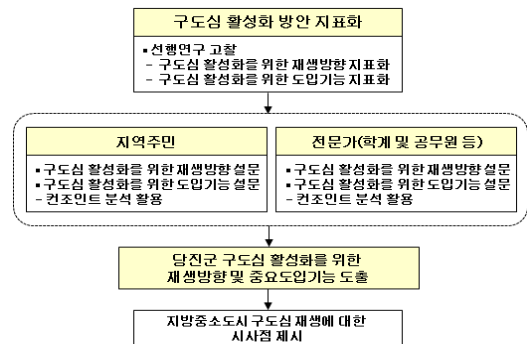 구도심 활성화 방안 지표화
▪ 선행연구 고찰
- 구도심 활성화를 위한 재생방향 지표화
- 구도심 활성화를 위한 도입기능 지표화
지역주민
▪ 구도심 활성화를 위한 재생방향 설문
▪ 구도심 활성화를 위한 도입기능 설문
- 컨조인트 분석 활용
전문가(학계 및 공무원 등)
▪ 구도심 활성화를 위한 재생방향 설문
▪ 구도심 활성화를 위한 도입기능 설문
- 컨조인트 분석 활용
당진군 구도심 활성화를 위한
재생방향 및 중요도입기능 도출
지방중소도시 구도심 재생에 대한
시사점 제시